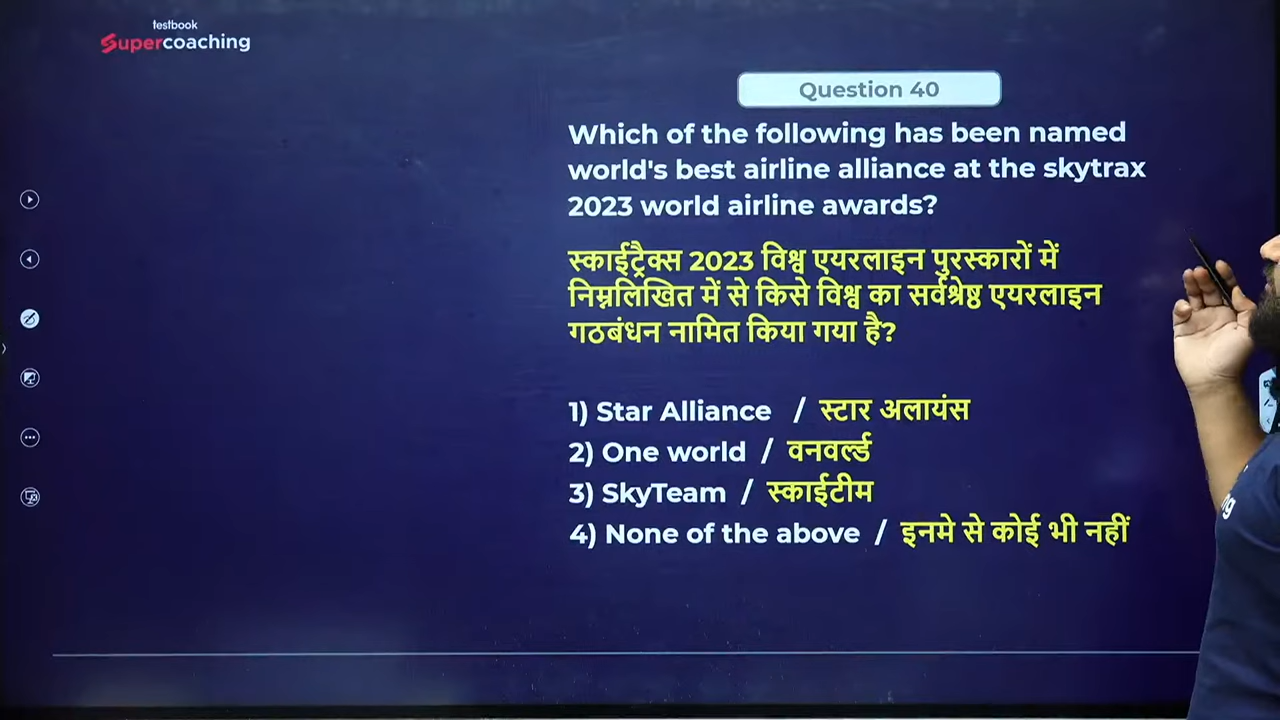 testbook
Supercoaching
Question 40
Which of the following has been named
world's best airline alliance at the skytrax
2023 world airline awards?
स्काईट्रैक्स 2023 विश्व एयरलाइन पुरस्कारों में
निम्नलिखित में से किसे विश्व का सर्वश्रेष्ठ एयरलाइन
गठबंधन नामित किया गया है?
1) Star Alliance / स्टार अलायंस
2) One world / वनवर्ल्ड
3) SkyTeam / स्काईटीम
4) None of the above / इनमे से कोई भी नहीं